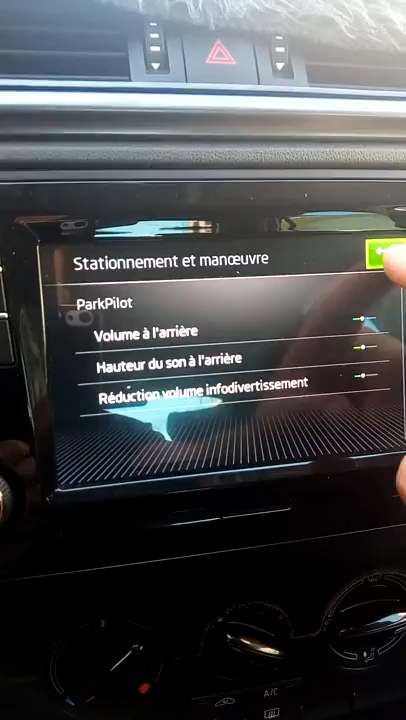 Stationnement et manœuvre
ParkPilot
Volume à l'arrière
Hauteur du son à l'arrière
Réduction volume infodivertissement
A/C